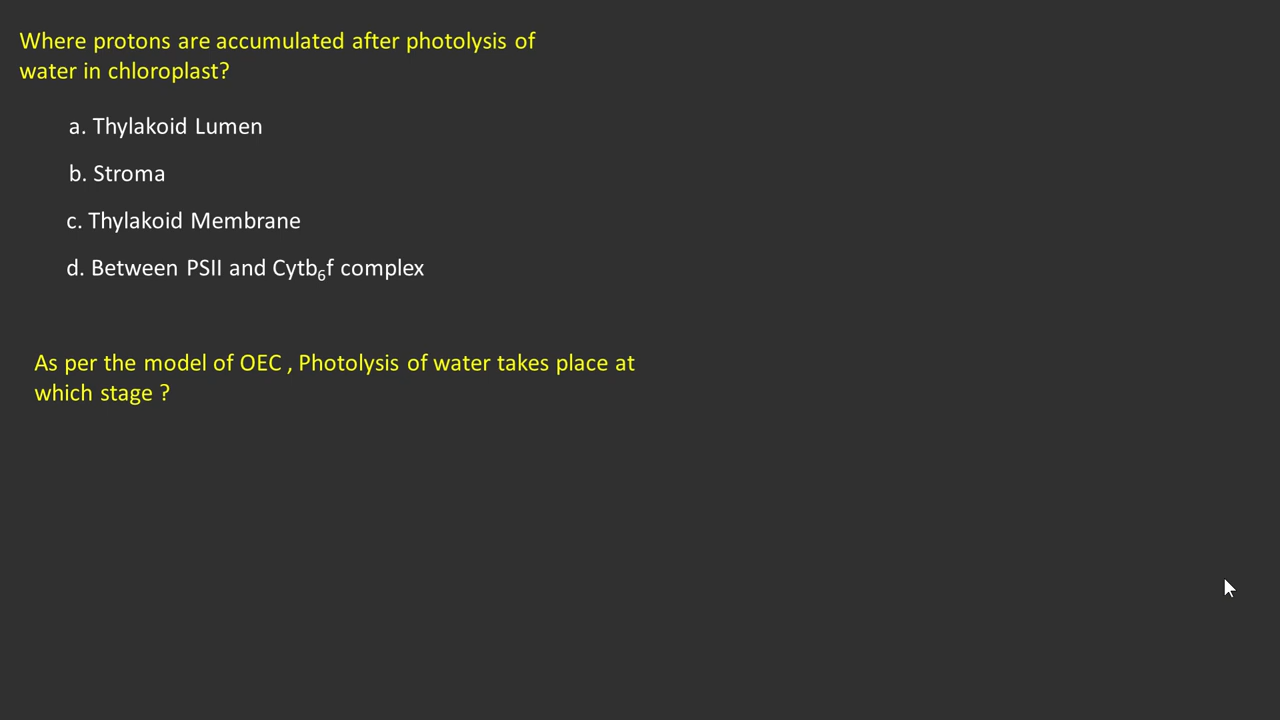 Where protons are accumulated after photolysis of
water in chloroplast?
a. Thylakoid Lumen
b. Stroma
c. Thylakoid Membrane
d. Between PSII and Cytb₆f complex
As per the model of OEC , Photolysis of water takes place at
which stage ?